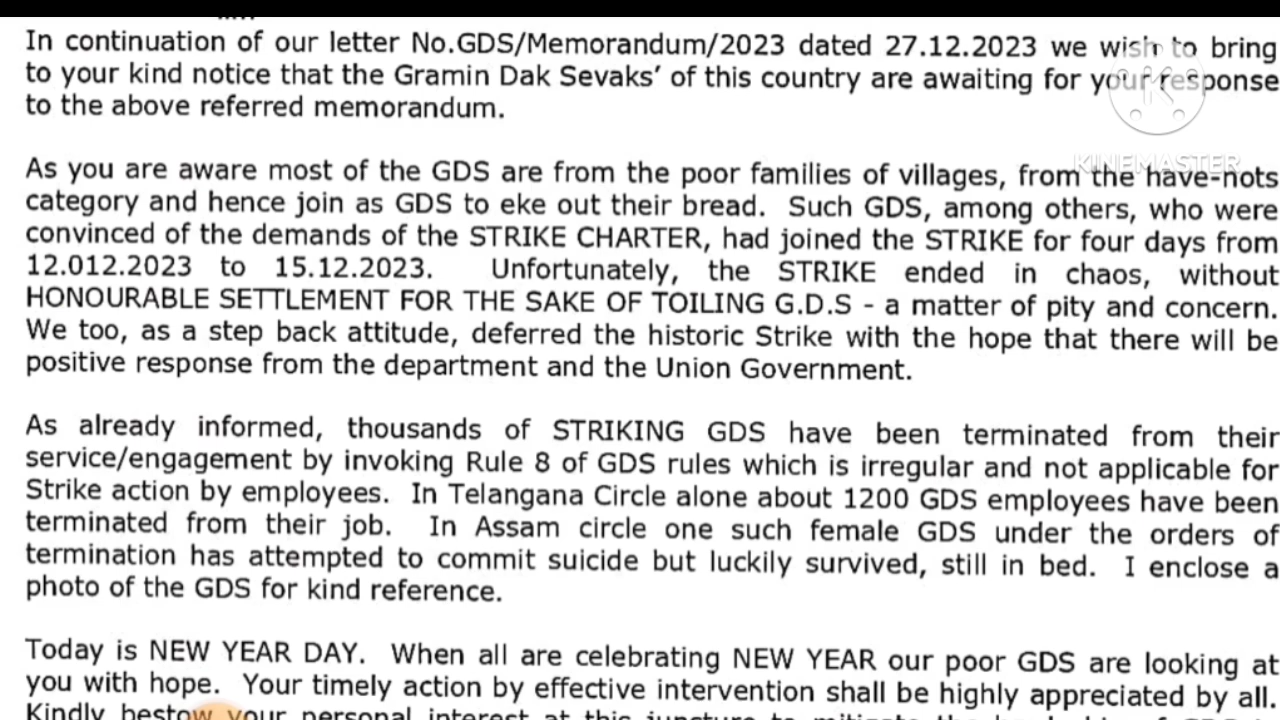 In continuation of our letter No.GDS/Memorandum/2023 dated 27.12.2023 we wish to bring
to your kind notice that the Gramin Dak Sevaks’ of this country are awaiting for your response
to the above referred memorandum.
KINEMASTER
As you are aware most of the GDS are from the poor families of villages, from the have-nots
category and hence join as GDS to eke out their bread. Such GDS, among others, who were
convinced of the demands of the STRIKE CHARTER, had joined the STRIKE for four days from
12.012.2023 to 15.12.2023. Unfortunately, the STRIKE ended in chaos, without
HONOURABLE SETTLEMENT FOR THE SAKE OF TOILING G.D.S - a matter of pity and concern.
We too, as a step back attitude, deferred the historic Strike with the hope that there will be
positive response from the department and the Union Government.
As already informed, thousands of STRIKING GDS have been terminated from their
service/engagement by invoking Rule 8 of GDS rules which is irregular and not applicable for
Strike action by employees. In Telangana Circle alone about 1200 GDS employees have been
terminated from their job. In Assam circle one such female GDS under the orders of
termination has attempted to commit suicide but luckily survived, still in bed. I enclose a
photo of the GDS for kind reference.
Today is NEW YEAR DAY. When all are celebrating NEW YEAR our poor GDS are looking at
you with hope. Your timely action by effective intervention shall be highly appreciated by all.
Kindly bestow your personal interest at this juncture to mitigate the